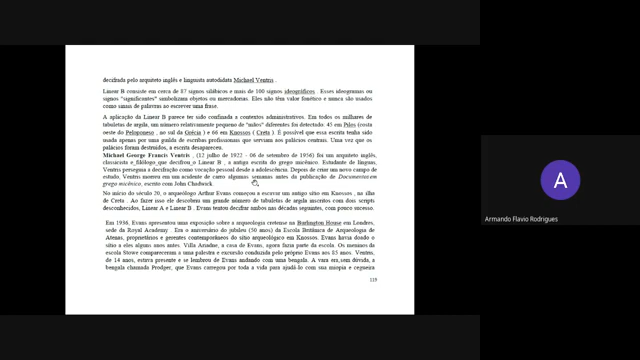 decifrada pelo arquiteto inglês e linguista autodidata Michael Ventris .
Linear B consiste em cerca de 87 signos silábicos e mais de 100 signos ideográficos . Esses ideogramas ou
signos "significantes" simbolizam objetos ou mercadorias. Eles não têm valor fonético e nunca são usados
como sinais de palavras ao escrever uma frase.
A aplicação da Linear B parece ter sido confinada a contextos administrativos . Em todos os milhares de
tabuletas de argila, um número relativamente pequeno de "mãos" diferentes foi detectado: 45 em Pilos (costa
oeste do Peloponeso , no sul da Grécia ) e 66 em Knossos ( Creta ). É possível que essa escrita tenha sido
usada apenas por uma guilda de escribas profissionais que serviam aos palácios centrais. Uma vez que os
palácios foram destruídos, a escrita desapareceu.
Michael George Francis Ventris , (12 julho de 1922 - 06 de setembro de 1956) foi um arquiteto inglês,
classicista e filólogo que decifrou o Linear B , a antiga escrita do grego micênico. Estudante de línguas,
Ventris perseguia a decifração como vocação pessoal desde a adolescência. Depois de criar um novo campo de
estudo, Ventris morreu em um acidente de carro algumas semanas antes da publicação de Documentos em
grego micênico, escrito com John Chadwick.
No início do século 20, o arqueólogo Arthur Evans começou a escavar um antigo sítio em Knossos , na ilha
de Creta . Ao fazer isso ele descobriu um grande número de tabuletas de argila inscritos com dois scripts
desconhecidos, Linear A e Linear B . Evans tentou decifrar ambos nas décadas seguintes, com pouco sucesso.
Em 1936, Evans apresentou uma exposição sobre a arqueologia cretense na Burlington House em Londres,
sede da Royal Academy . Era o aniversário do jubileu (50 anos) da Escola Britânica de Arqueologia de
Atenas, proprietários e gerentes contemporâneos do sítio arqueológico em Knossos. Evans havia doado o
sítio a eles alguns anos antes. Villa Ariadne, a casa de Evans, agora fazia parte da escola. Os meninos da
escola Stowe compareceram a uma palestra e excursão conduzida pelo próprio Evans aos 85 anos. Ventris,
de 14 anos, estava presente e se lembrou de Evans andando com uma bengala. A vara era, sem dúvida, a
bengala chamada Prodger, que Evans carregou por toda a vida para ajudá-lo com sua miopia e cegueira
119
A
Armando Flavio Rodrigues